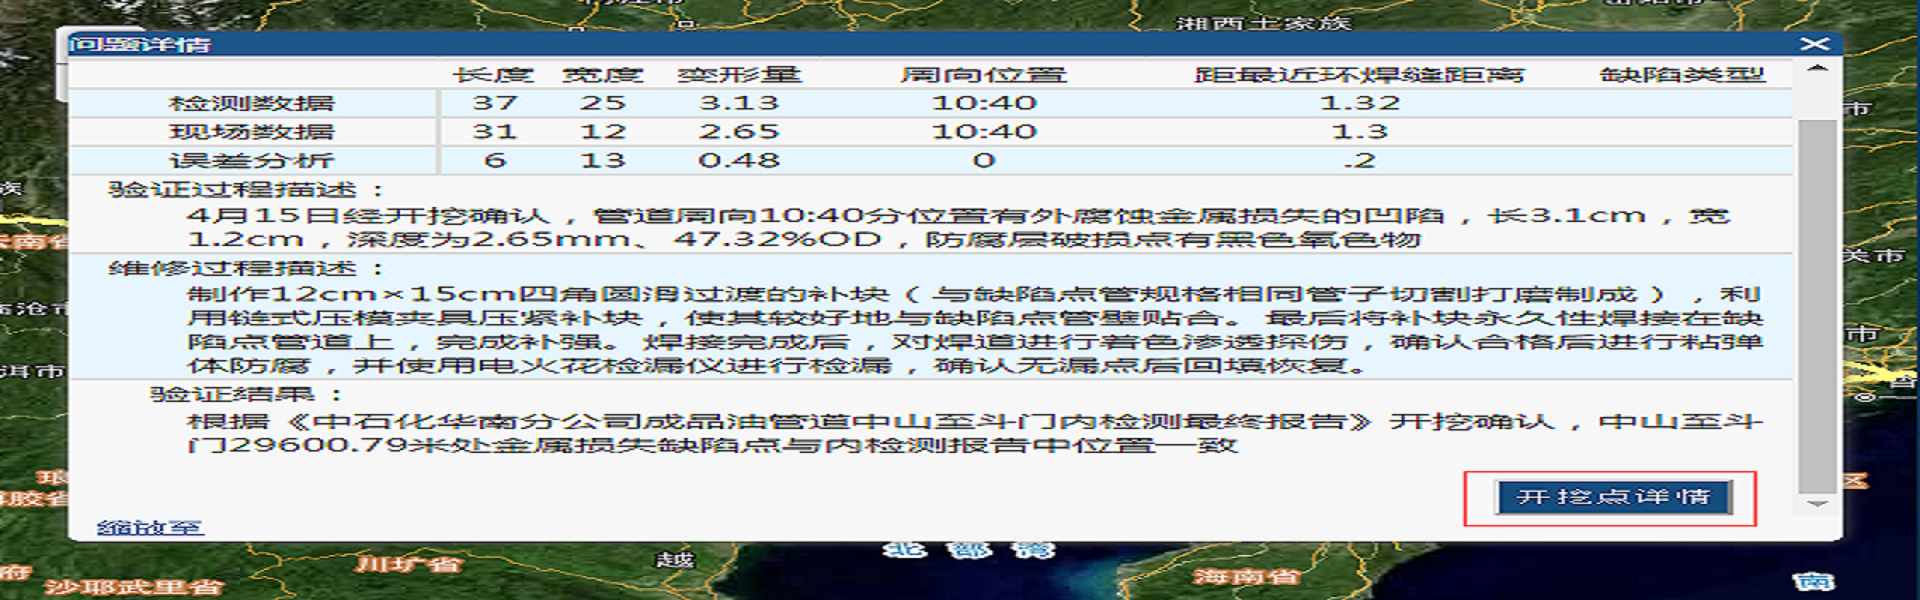 湘西土家族
问题详情
长度 宽度 变形量 周向位置 距最近环焊缝距离 缺陷类型
检测数据 37 25 3.13 10:40 1.32
现场数据 31 12 2.65 10:40 1.3
误差分析 6 13 0.48 0 .2
验证过程描述：
4月15日经开挖确认，管道周向10:40分位置有外腐蚀金属损失的凹陷，长3.1cm，宽
1.2cm，深度为2.65mm、47.32%OD，防腐层破损点有黑色氧色物
维修过程描述：
制作12cm×15cm四角圆滑过渡的补块（与缺陷点管规格相同管子切割打磨制成），利
用链式压模夹具压紧补块，使其较好地与缺陷点管壁贴合。最后将补块永久性焊接在缺
陷点管道上，完成补强。焊接完成后，对焊道进行着色渗透探伤，确认合格后进行粘弹
体防腐，并使用电火花检漏仪进行检漏，确认无漏点后回填恢复。
验证结果：
根据《中石化华南分公司成品油管道中山至斗门内检测最终报告》开挖确认，中山至斗
门29600.79米处金属损失缺陷点与内检测报告中位置一致
开挖点详情
缩放至
市
族
南省
关市
沧市
市
洱市
省
琅
胶省
区
川圹省
越
北部湾
海南省
南
府
沙耶武里省